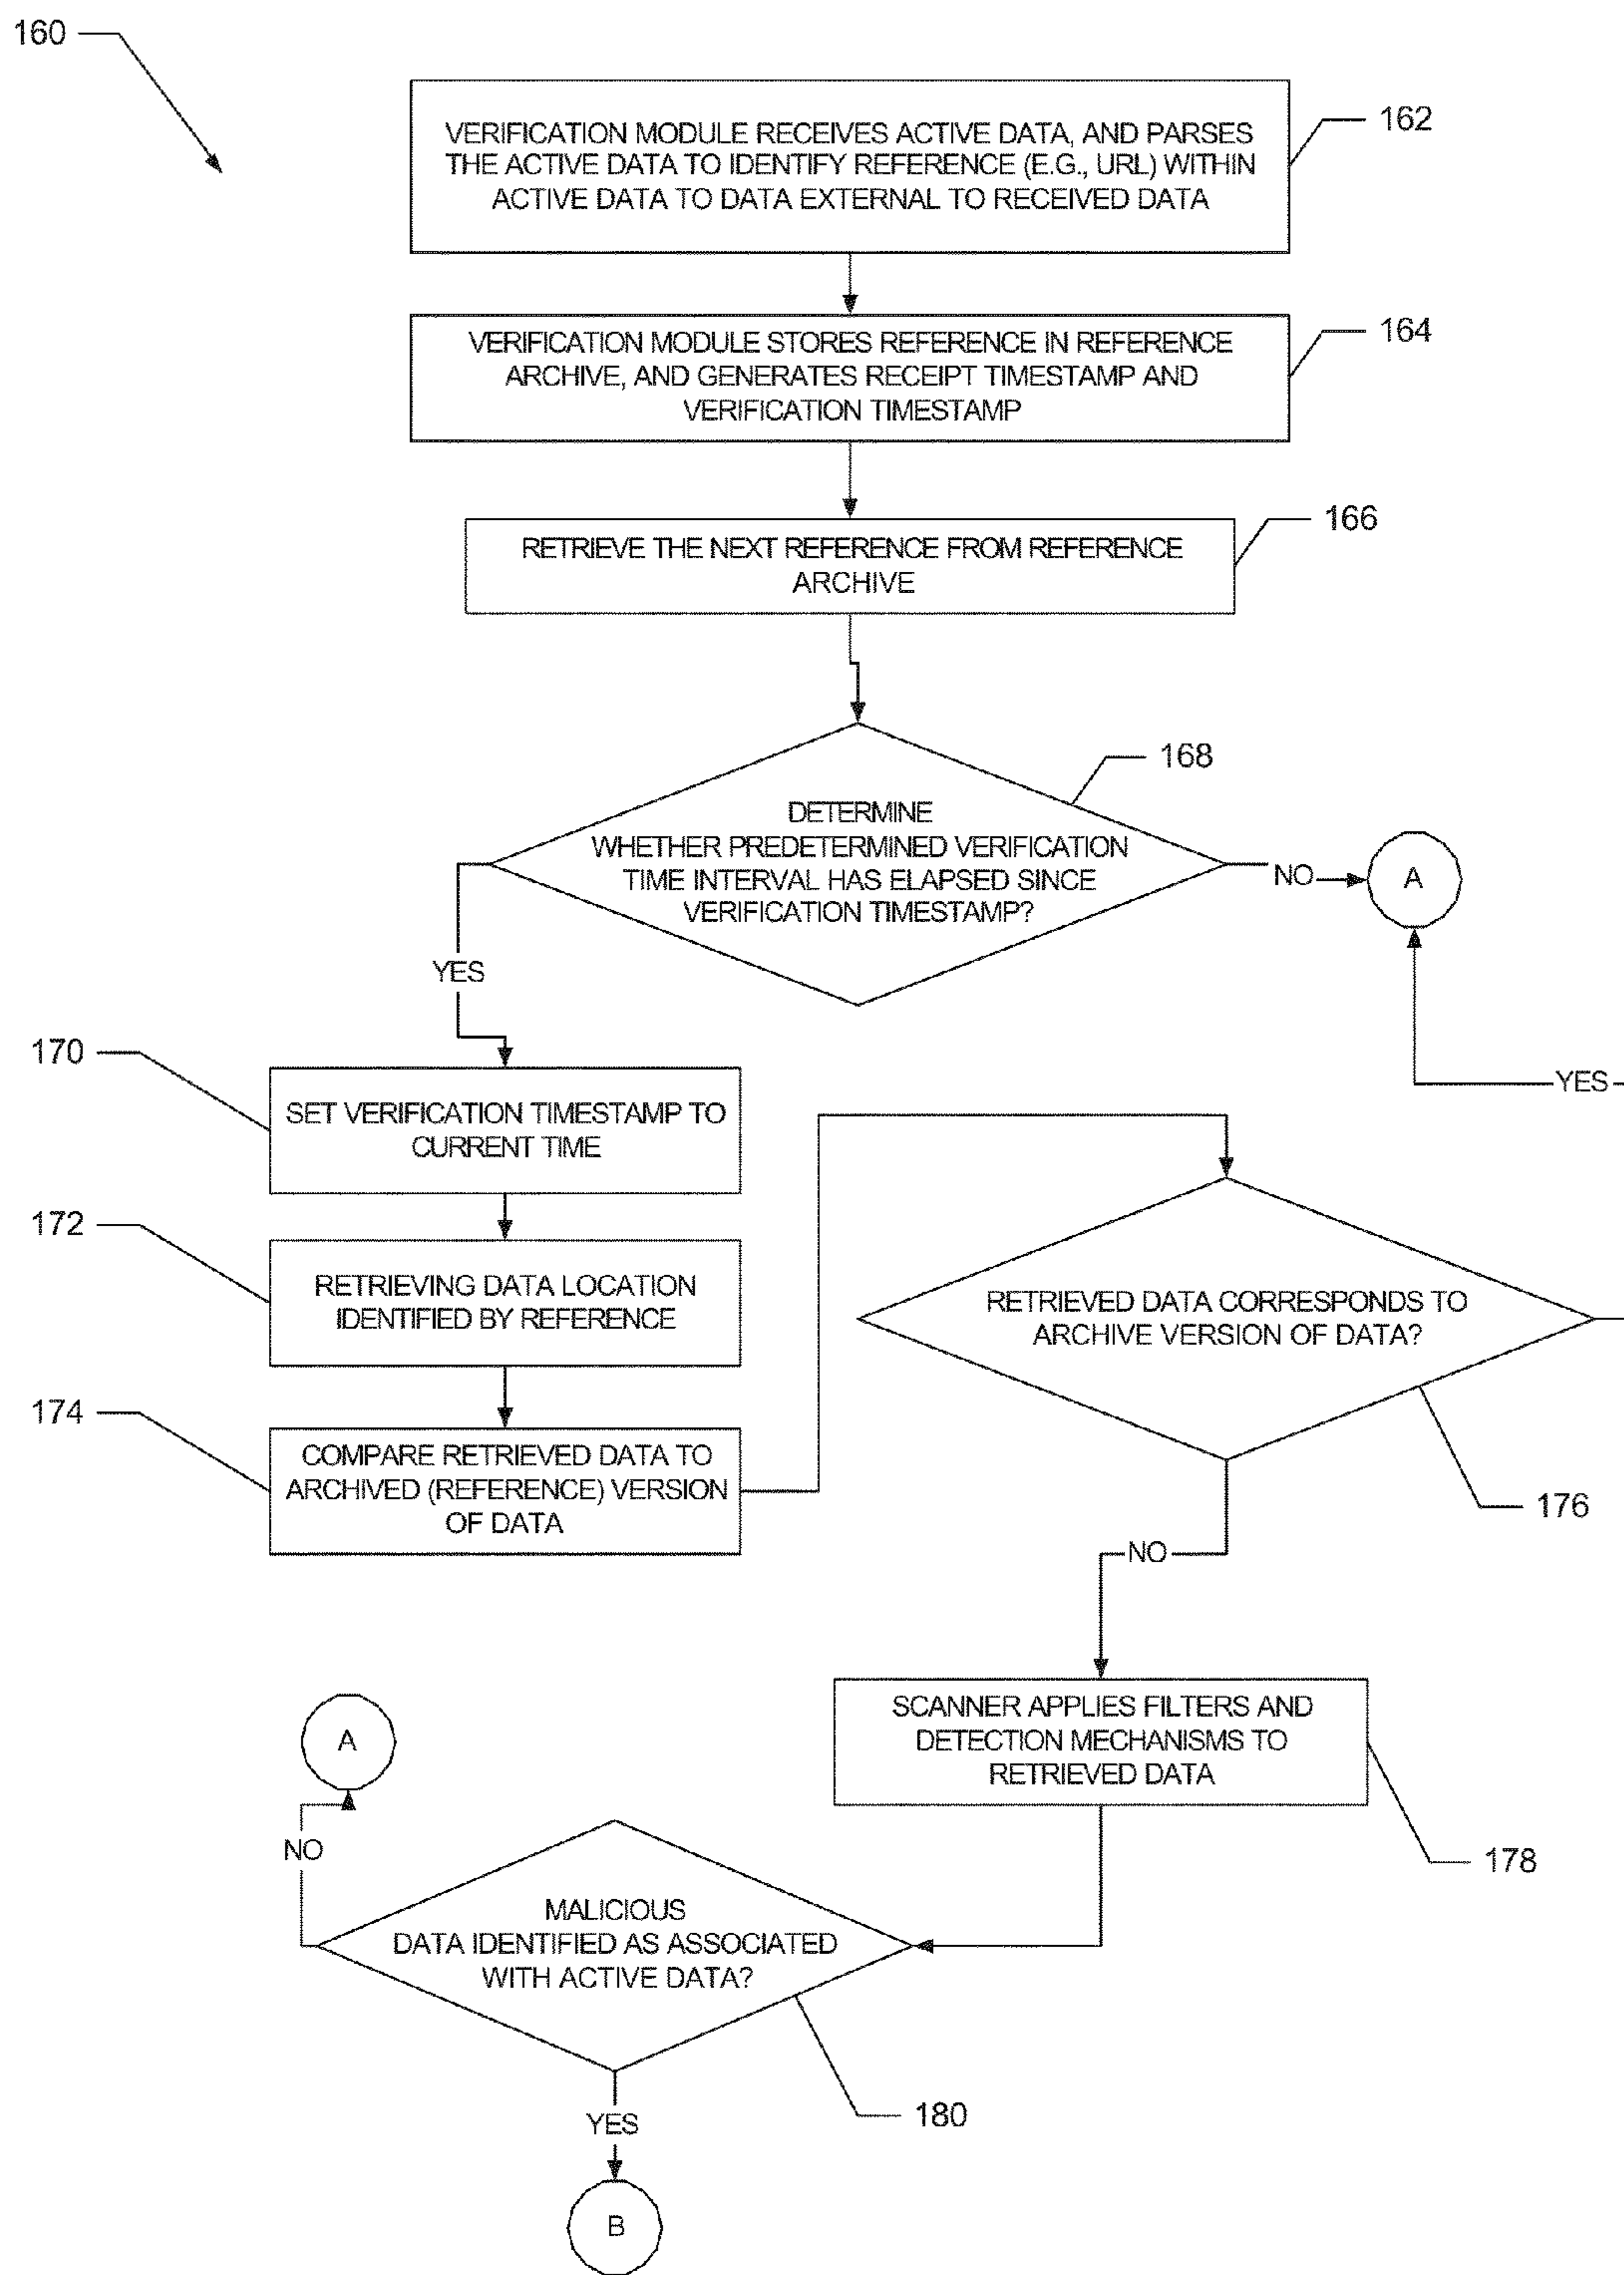 160
VERIFICATION MODULE RECEIVES ACTIVE DATA, AND PARSES
THE ACTIVE DATA TO IDENTIFY REFERENCE (E.G., URL) WITHIN
ACTIVE DATA TO DATA EXTERNAL TO RECEIVED DATA
162
VERIFICATION MODULE STORES REFERENCE IN REFERENCE
ARCHIVE, AND GENERATES RECEIPT TIMESTAMP AND
VERIFICATION TIMESTAMP
164
RETRIEVE THE NEXT REFERENCE FROM REFERENCE
ARCHIVE
166
168
DETERMINE
WHETHER PREDETERMINED VERIFICATION
TIME INTERVAL HAS ELAPSED SINCE
VERIFICATION TIMESTAMP?
NO
A
YES
YES
170
SET VERIFICATION TIMESTAMP TO
CURRENT TIME
172
RETRIEVING DATA LOCATION
IDENTIFIED BY REFERENCE
174
COMPARE RETRIEVED DATA TO
ARCHIVED (REFERENCE) VERSION
OF DATA
RETRIEVED DATA CORRESPONDS TO
ARCHIVE VERSION OF DATA?
176
NO
SCANNER APPLIES FILTERS AND
DETECTION MECHANISMS TO
RETRIEVED DATA
178
A
NO
MALICIOUS
DATA IDENTIFIED AS ASSOCIATED
WITH ACTIVE DATA?
180
YES
B